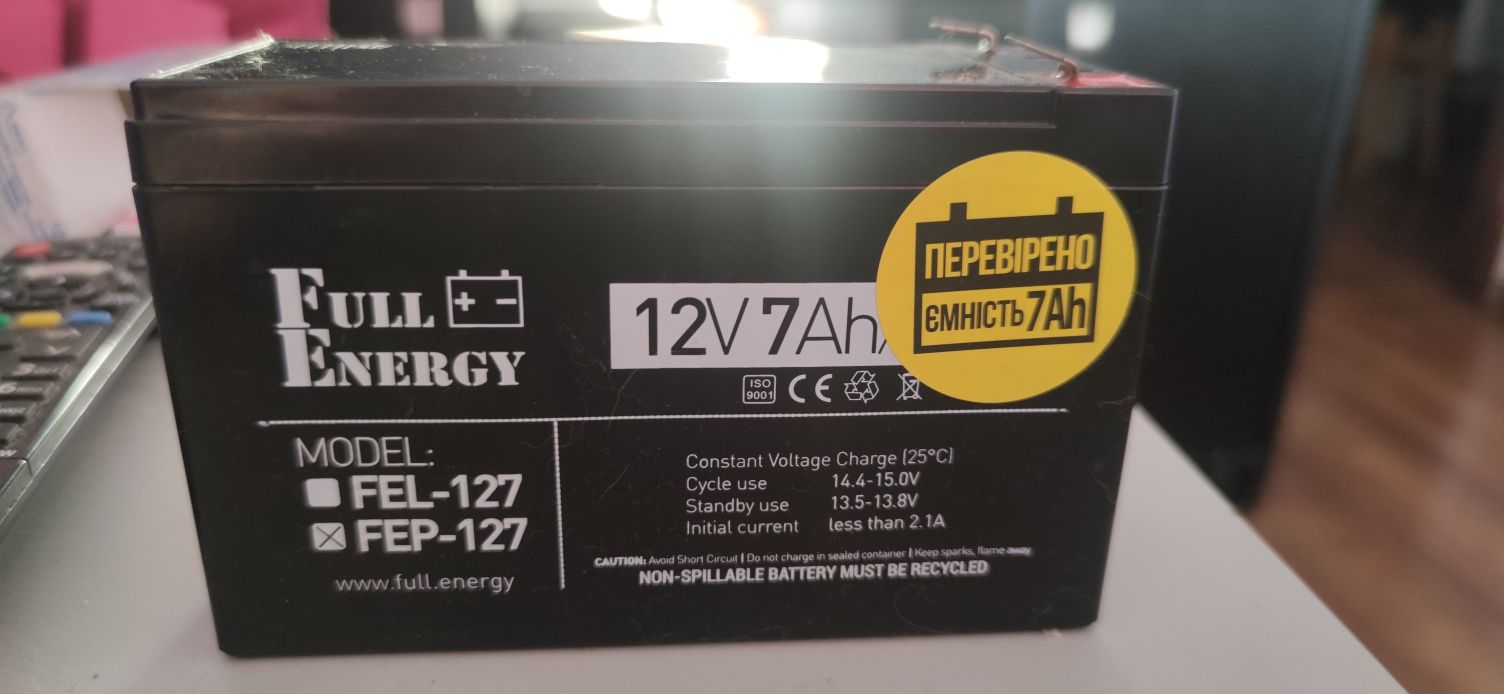 FULL
ENERGY
12V 7Ah
ПЕРЕВІРЕНО
ЄМНІСТЬ 7Ah
ISO
9001
CE
MODEL:
FEL-127
FEP-127
www.full.energy
Constant Voltage Charge (25°C)
Cycle use 14.4-15.0V
Standby use 13.5-13.8V
Initial current less than 2.1A
CAUTION: Avoid Short Circuit | Do not charge in sealed container | Keep sparks, flame away
NON-SPILLABLE BATTERY MUST BE RECYCLED